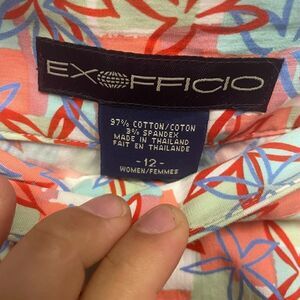 EXOFFICIO
97% COTTON/COTON
3% SPANDEX
MADE IN THAILAND
FAIT EN THAILANDE
-12-
WOMEN/FEMMES